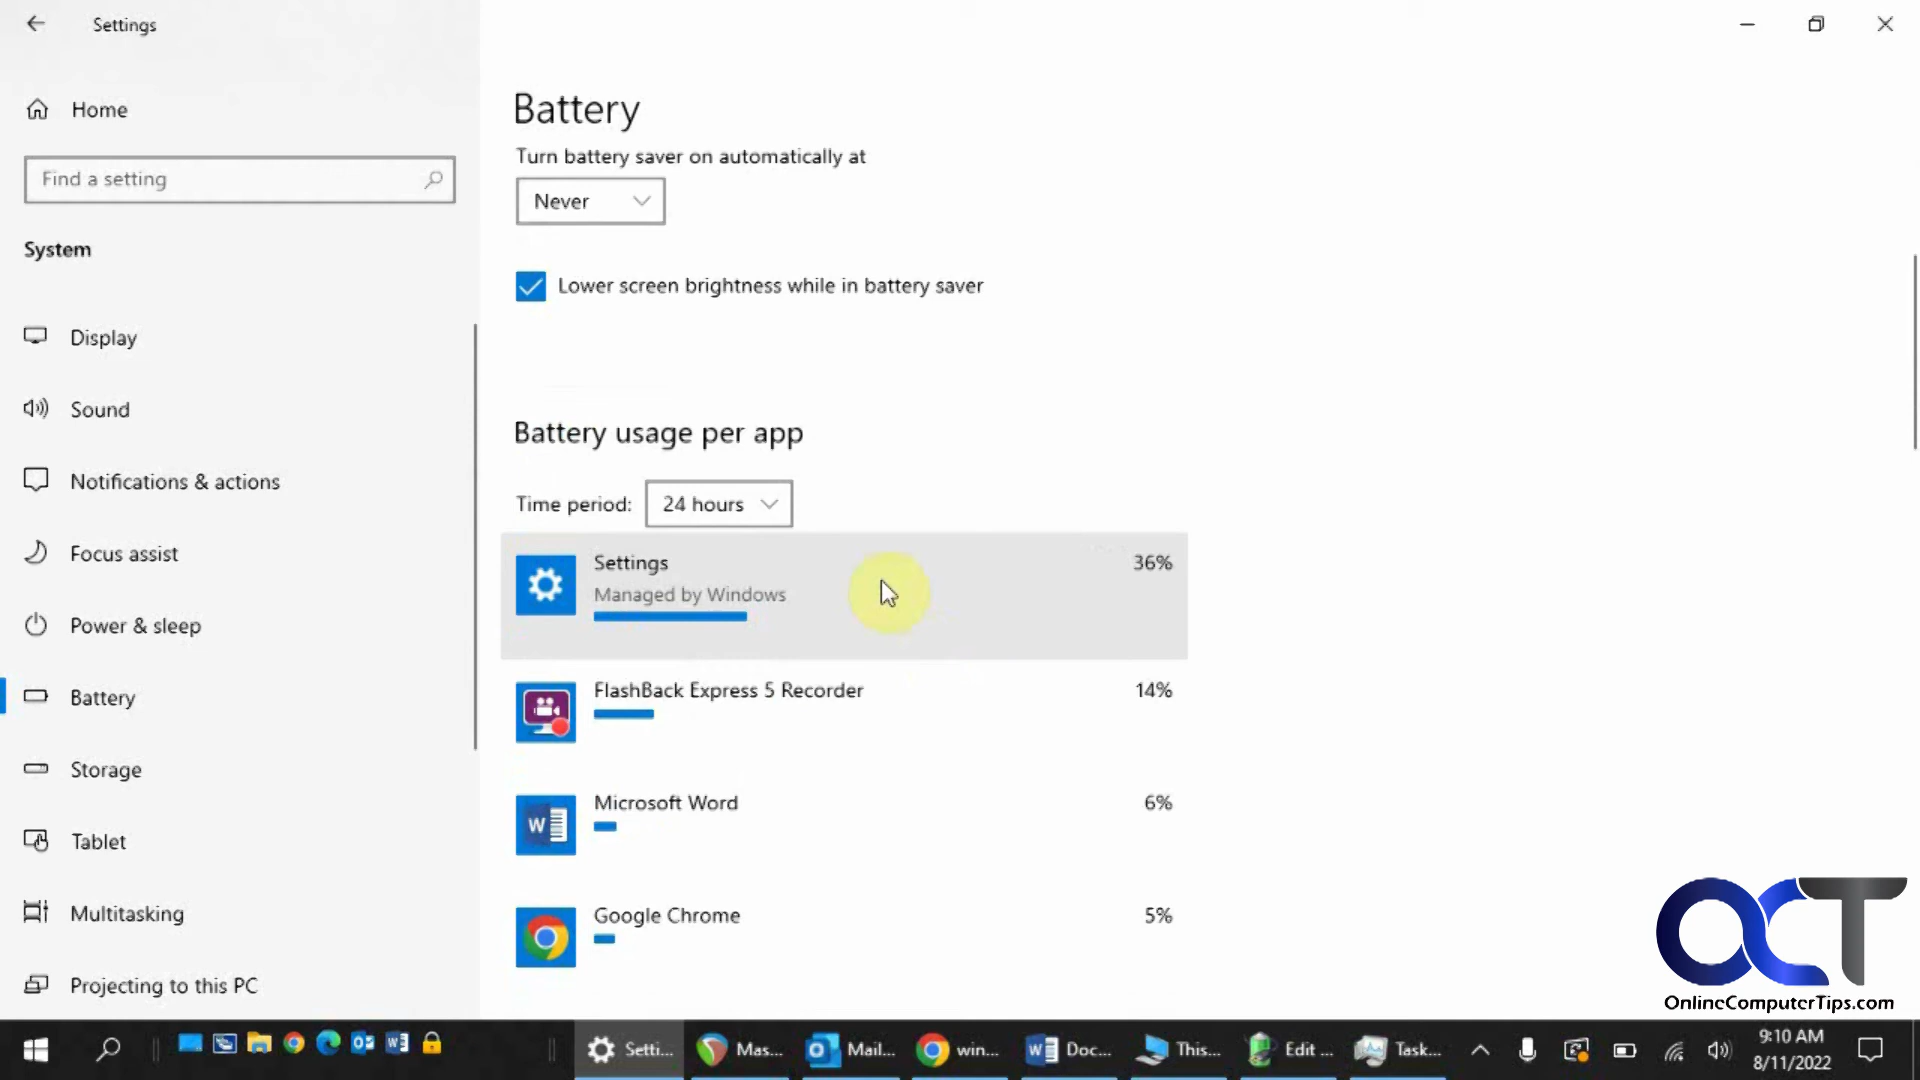 Settings
Home
Find a setting
System
Display
Sound
Notifications & actions
Focus assist
Power & sleep
Battery
Storage
Tablet
Multitasking
Projecting to this PC
Battery
Turn battery saver on automatically at
Never
Lower screen brightness while in battery saver
Battery usage per app
Time period: 24 hours
Settings 36%
Managed by Windows
FlashBack Express 5 Recorder 14%
Microsoft Word 6%
Google Chrome 5%
OCT
OnlineComputerTips.com
Setti... Mas... Mail... win... Doc... This... Edit ... Task... 9:10 AM
8/11/2022